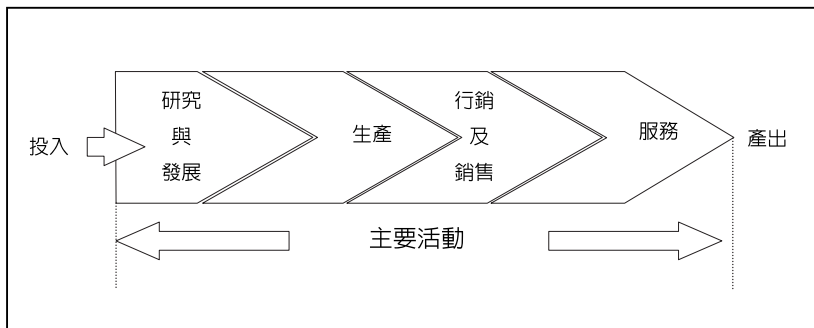 投入
研究
與
發展
生產
行銷
及
銷售
服務
產出
主要活動